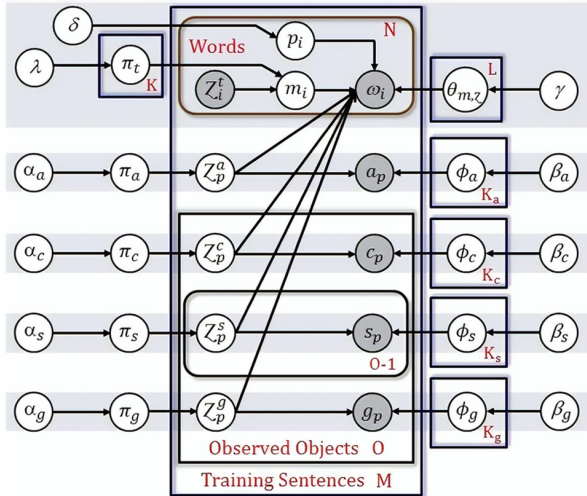 δ p_i N
Words
λ π_t K Z_i^t m_i ω_i θ_{m,z} L γ
α_a π_a Z_p^a a_p ϕ_a K_a β_a
α_c π_c Z_p^c c_p ϕ_c K_c β_c
α_s π_s Z_p^s s_p ϕ_s K_s β_s
O-1
α_g π_g Z_p^g g_p ϕ_g K_g β_g
Observed Objects O
Training Sentences M